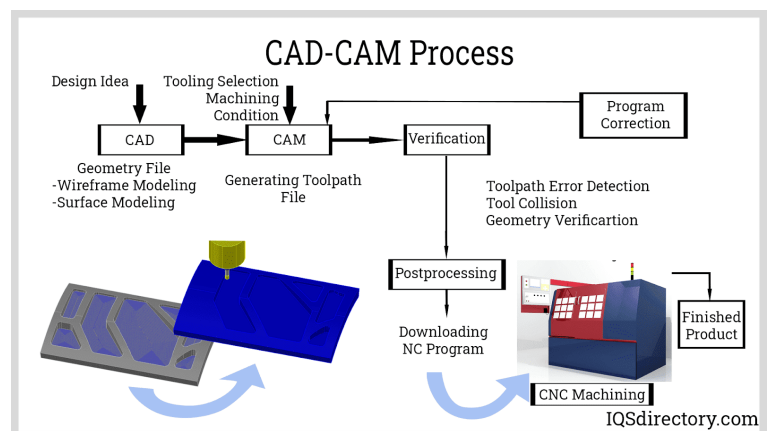 CAD-CAM Process
Design Idea
Tooling Selection
Machining
Condition
Program
Correction
CAD
CAM
Verification
Geometry File
-Wireframe Modeling
-Surface Modeling
Generating Toolpath
File
Toolpath Error Detection
Tool Collision
Geometry Verificartion
Postprocessing
Downloading
NC Program
Finished
Product
CNC Machining
IQSdirectory.com